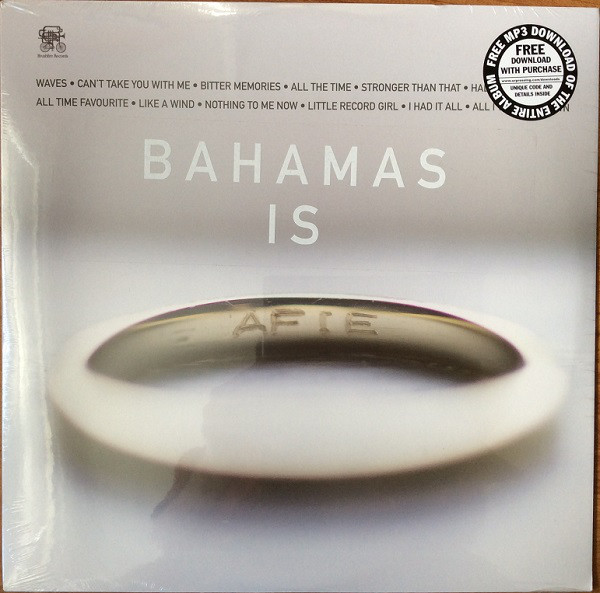 Brushfire Records
WAVES • CAN'T TAKE YOU WITH ME • BITTER MEMORIES • ALL THE TIME • STRONGER THAN THAT •
ALL TIME FAVOURITE • LIKE A WIND • NOTHING TO ME NOW • LITTLE RECORD GIRL • I HAD IT ALL • ALL
FREE MP3 DOWNLOAD OF THE ENTIRE ALBUM
FREE
DOWNLOAD
WITH PURCHASE
UNIQUE CODE AND
DETAILS INSIDE
BAHAMAS
IS
AFIE